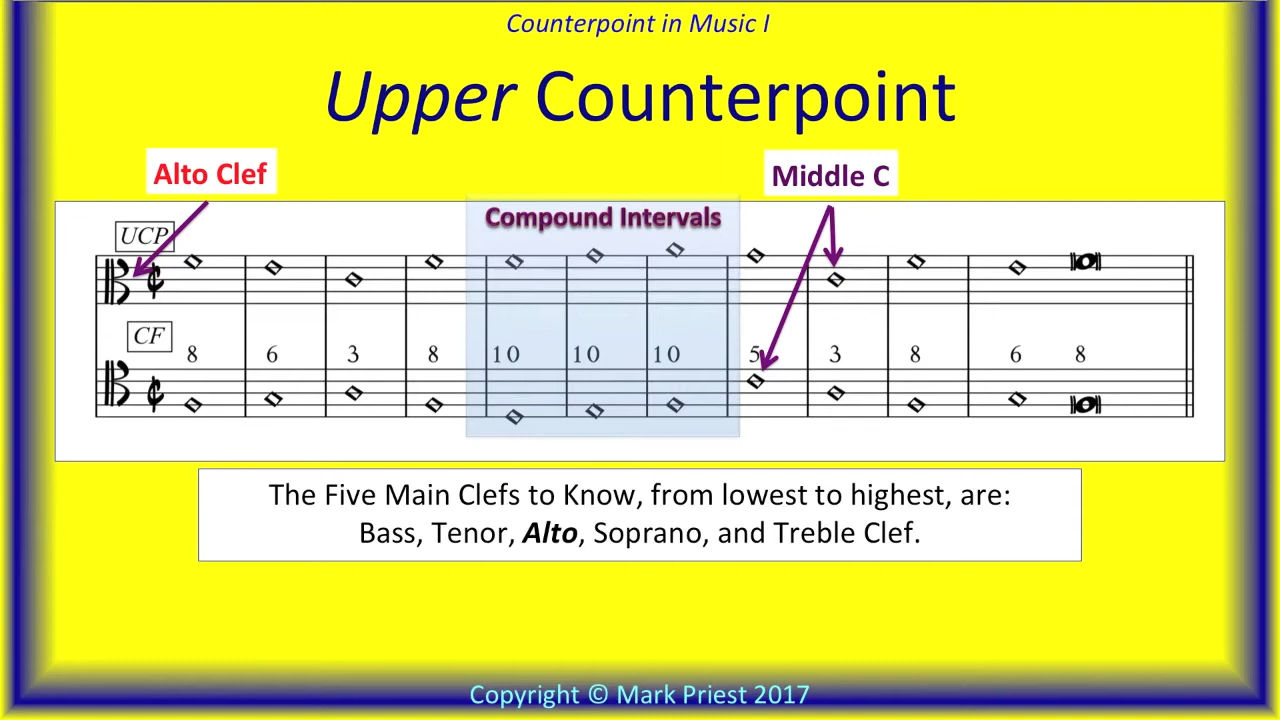 Counterpoint in Music I
Upper Counterpoint
Alto Clef
Middle C
Compound Intervals
UCP
CF
8 6 3 8 10 10 10 5 3 8 6 8
The Five Main Clefs to Know, from lowest to highest, are:
Bass, Tenor, Alto, Soprano, and Treble Clef.
Copyright © Mark Priest 2017